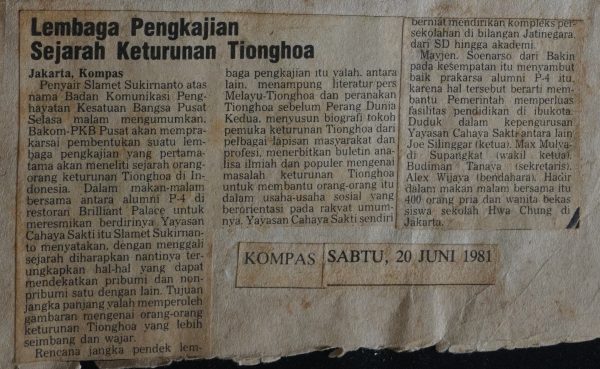 Lembaga Pengkajian
Sejarah Keturunan Tionghoa
Jakarta, Kompas
Penyair Slamet Sukirnanto atas
nama Badan Komunikasi Peng-
hayatan Kesatuan Bangsa Pusat
Selasa malam mengumumkan,
Bakom-PKB Pusat akan mempra-
karsai pembentukan suatu lem-
baga pengkajian yang pertama-
tama akan meneliti sejarah orang-
orang keturunan Tionghoa di In-
donesia. Dalam makan-malam
bersama antara alumni P-4 di
restoran Brilliant Palace untuk
meresmikan berdirinya Yayasan
Cahaya Sakti itu Slamet Sukirnan-
to menyatakan, dengan menggali
sejarah diharapkan nantinya ter-
ungkapkan hal-hal yang dapat
mendekatkan pribumi dan non-
pribumi satu dengan lain. Tujuan
jangka panjang yalah memperoleh
gambaran mengenai orang-orang
keturunan Tionghoa yang lebih
seimbang dan wajar.
Rencana jangka pendek lem-
baga pengkajian itu yalah, antara
lain, menampung literatur pers
Melayu-Tionghoa dan peranakan
Tionghoa sebelum Perang Dunia
Kedua, menyusun biografi tokoh
pemuka keturunan Tionghoa dari
pelbagai lapisan masyarakat dan
profesi, menerbitkan buletin ana-
lisa ilmiah dan populer mengenai
masalah keturunan Tionghoa
untuk membantu orang-orang itu
dalam usaha-usaha sosial yang
berorientasi pada rakyat umum-
nya. Yayasan Cahaya Sakti sendiri
berniat mendirikan kompleks per-
sekolahan di bilangan Jatinegara,
dari SD hingga akademi.
Mayjen. Soenarso dari Bakin
pada kesempatan itu menyambut
baik prakarsa alumni P-4 itu,
karena hal tersebut berarti mem-
bantu Pemerintah memperluas
fasilitas pendidikan di ibukota.
Duduk dalam kepengurusan
Yayasan Cahaya Sakti antara lain
Joe Silinggar (ketua), Max Mulya-
di Supangkat (wakil ketua),
Budiman Tanaya (sekretaris),
Alex Wijaya (bendahara). Hadir
dalam makan malam bersama itu
400 orang pria dan wanita bekas
siswa sekolah Hwa Chung di
Jakarta.
KOMPAS SABTU, 20 JUNI 1981